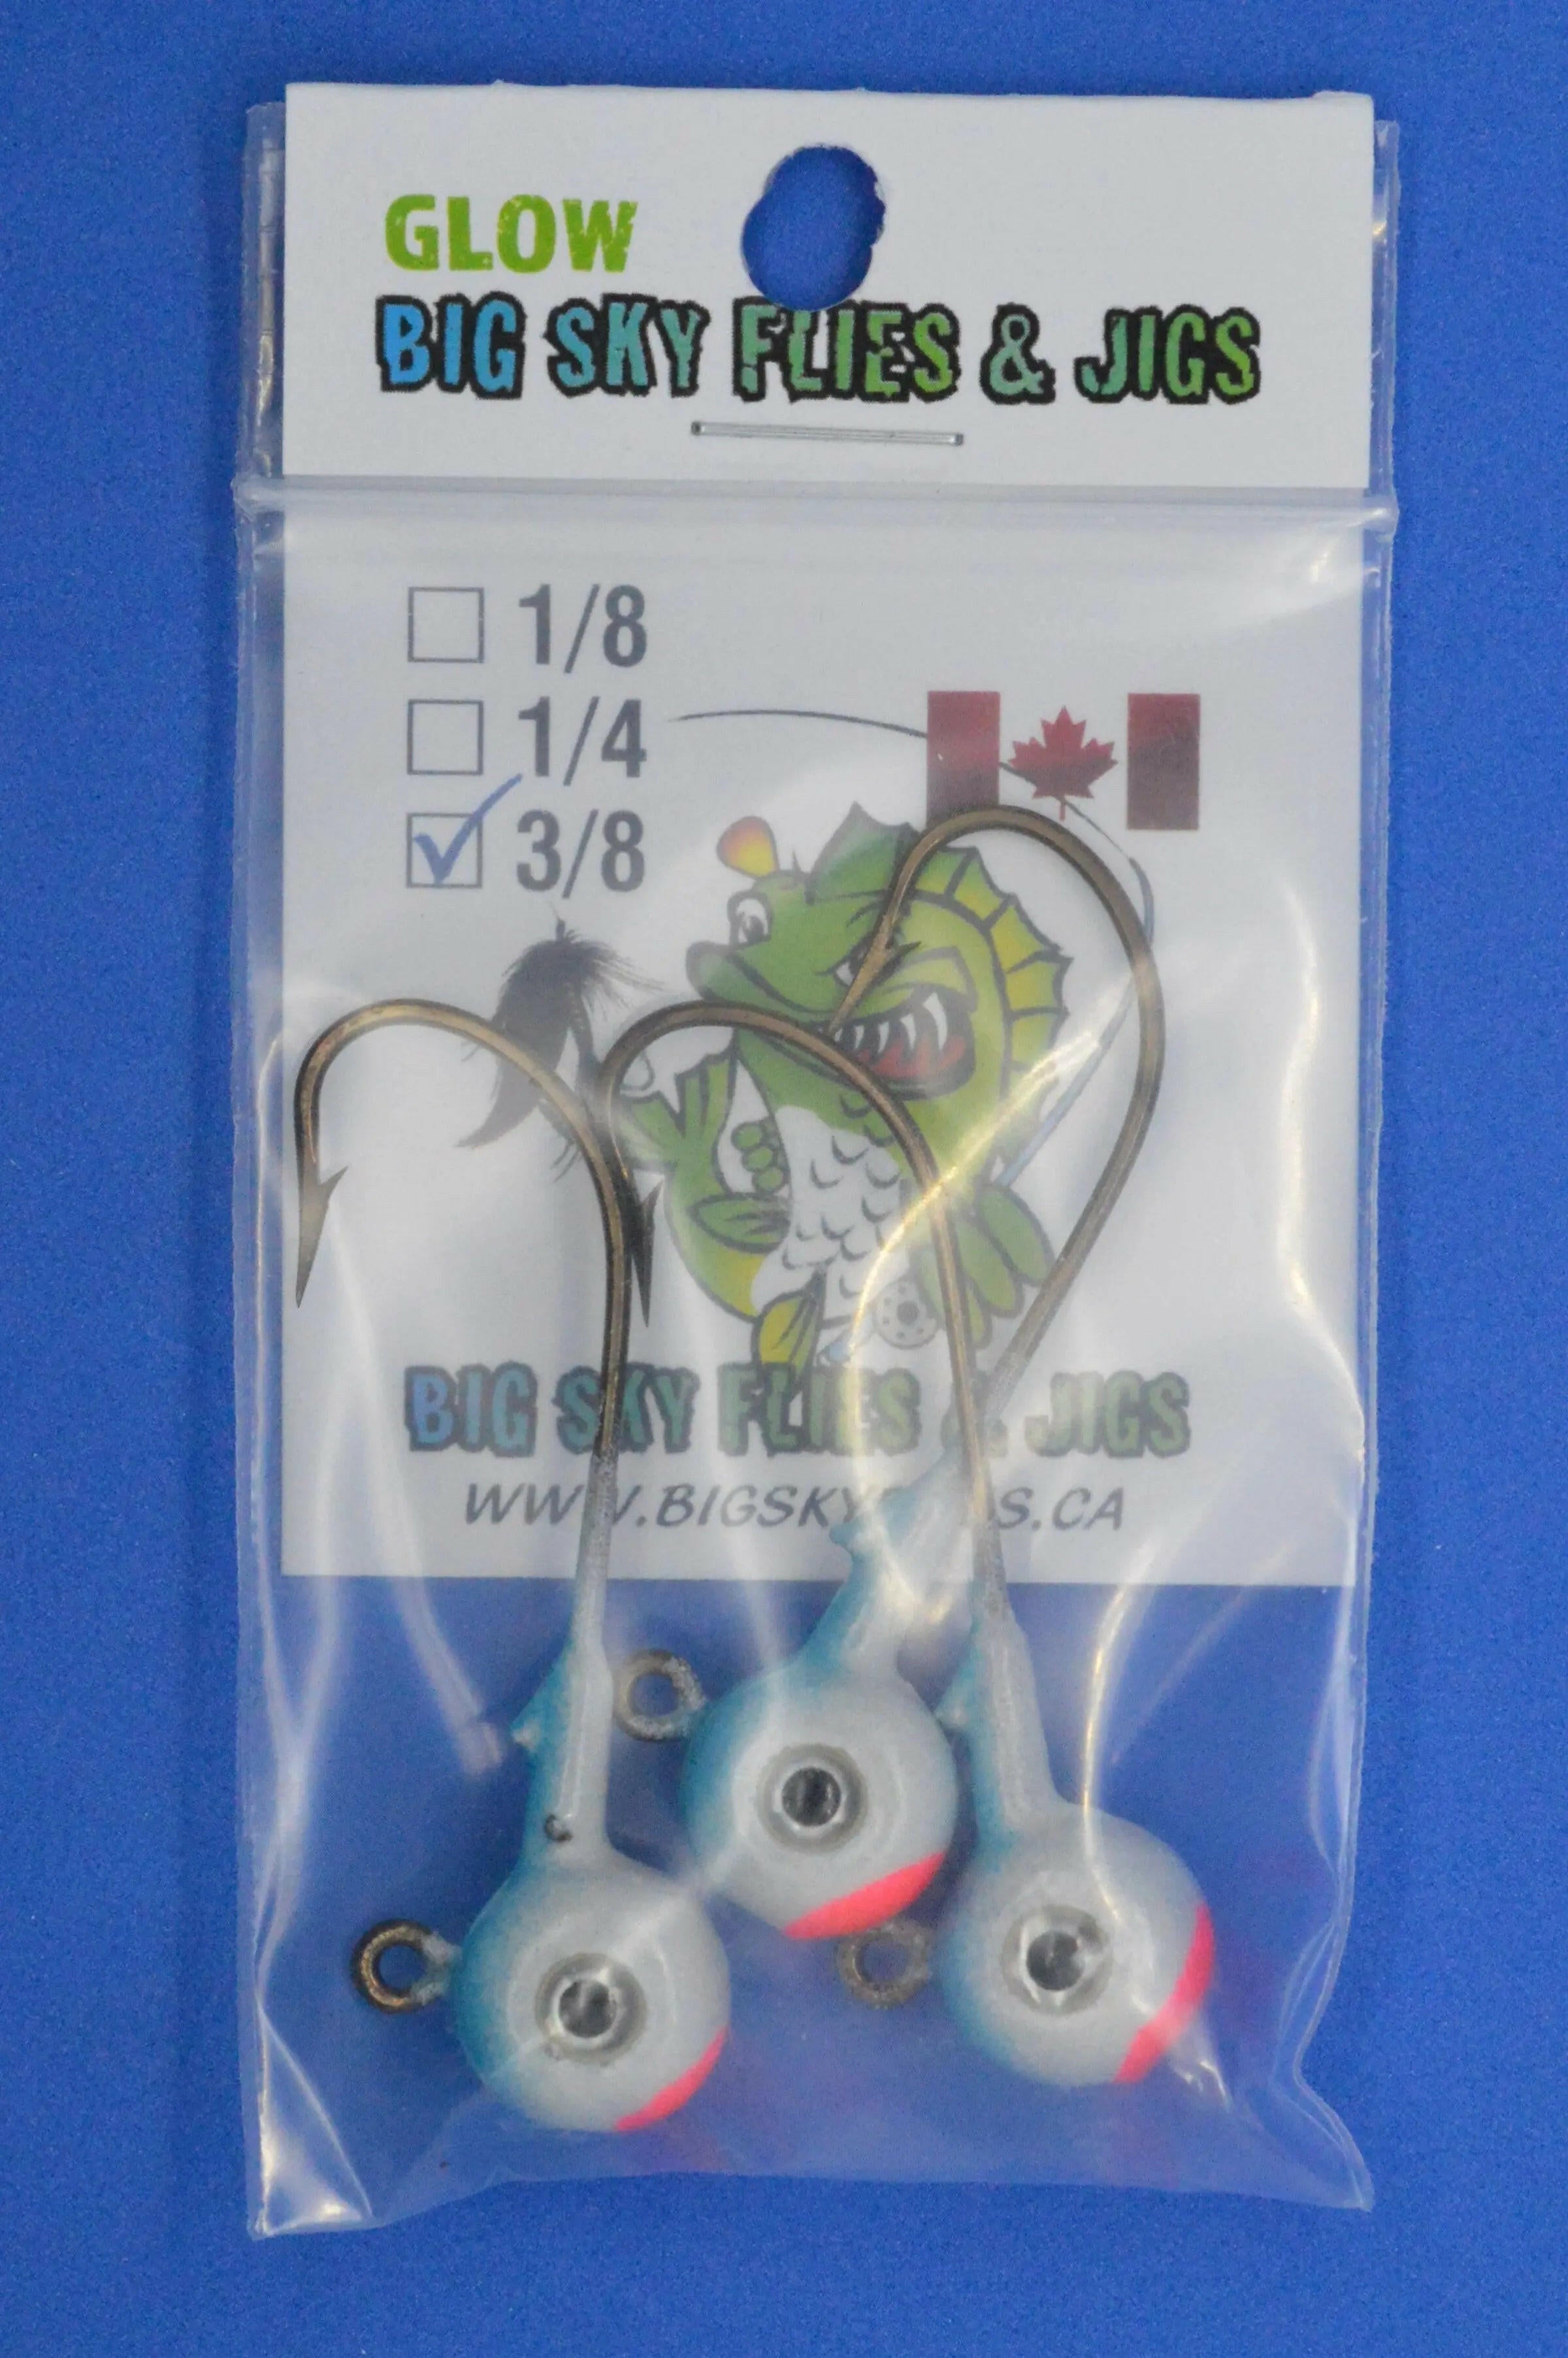 GLOW
BIG SKY FLIES & JIGS
1/8
1/4
3/8
BIG SKY FLIES & JIGS